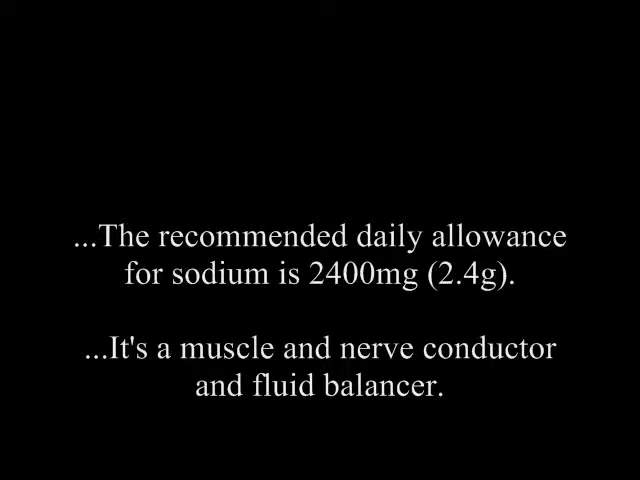 ...The recommended daily allowance
for sodium is 2400mg (2.4g).
...It's a muscle and nerve conductor
and fluid balancer.